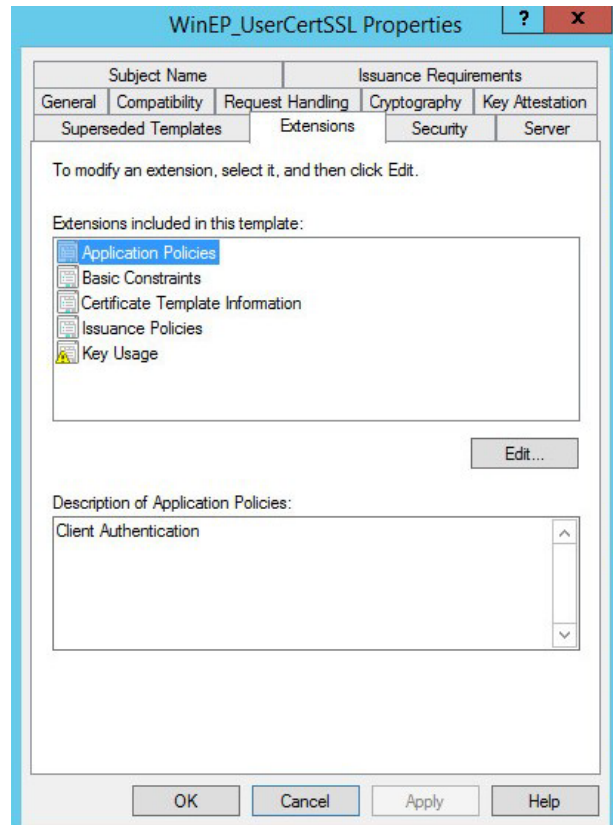 WinEP_UserCertSSL Properties
?
x
Subject Name
Issuance Requirements
General
Compatibility
Request Handling
Cryptography
Key Attestation
Superseded Templates
Extensions
Security
Server
To modify an extension, select it, and then click Edit.
Extensions included in this template:
Application Policies
Basic Constraints
Certificate Template Information
Issuance Policies
Key Usage
Edit...
Description of Application Policies:
Client Authentication
OK
Cancel
Apply
Help